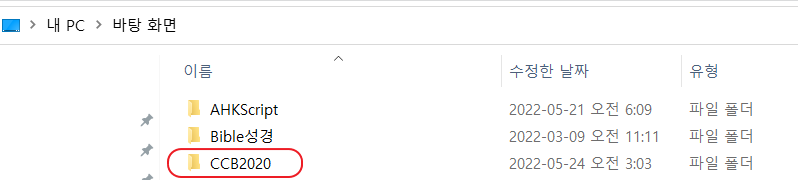 내 PC > 바탕 화면
이름 수정한 날짜 유형
AHKScript 2022-05-21 오전 6:09 파일 폴더
Bible성경 2022-03-09 오전 11:11 파일 폴더
CCB2020 2022-05-24 오전 3:03 파일 폴더